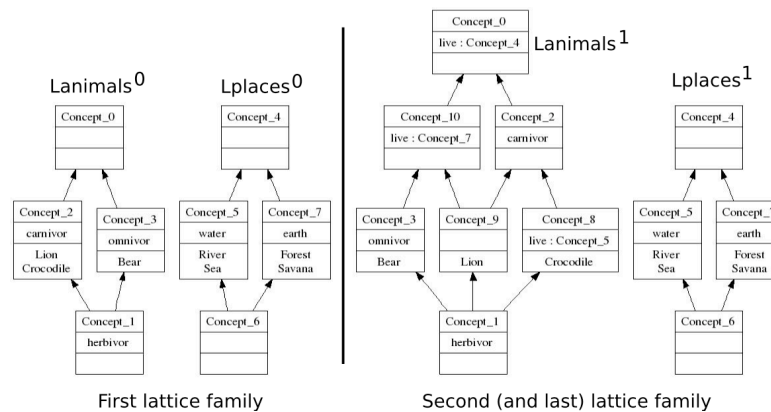 Lanimals0
Concept_0
Concept_2
carnivor
Lion
Crocodile
Concept_3
omnivor
Bear
Concept_1
herbivor
Lplaces0
Concept_4
Concept_5
water
River
Sea
Concept_7
earth
Forest
Savana
Concept_6
First lattice family
Lanimals1
Concept_0
live : Concept_4
Concept_10
live : Concept_7
Concept_2
carnivor
Concept_3
omnivor
Bear
Concept_9
Lion
Concept_8
live : Concept_5
Crocodile
Concept_1
herbivor
Lplaces1
Concept_4
Concept_5
water
River
Sea
earth
Forest
Savana
Concept_6
Second (and last) lattice family